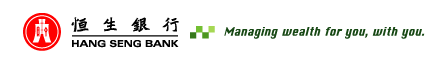 恒生銀行
HANG SENG BANK
Managing wealth for you, with you.